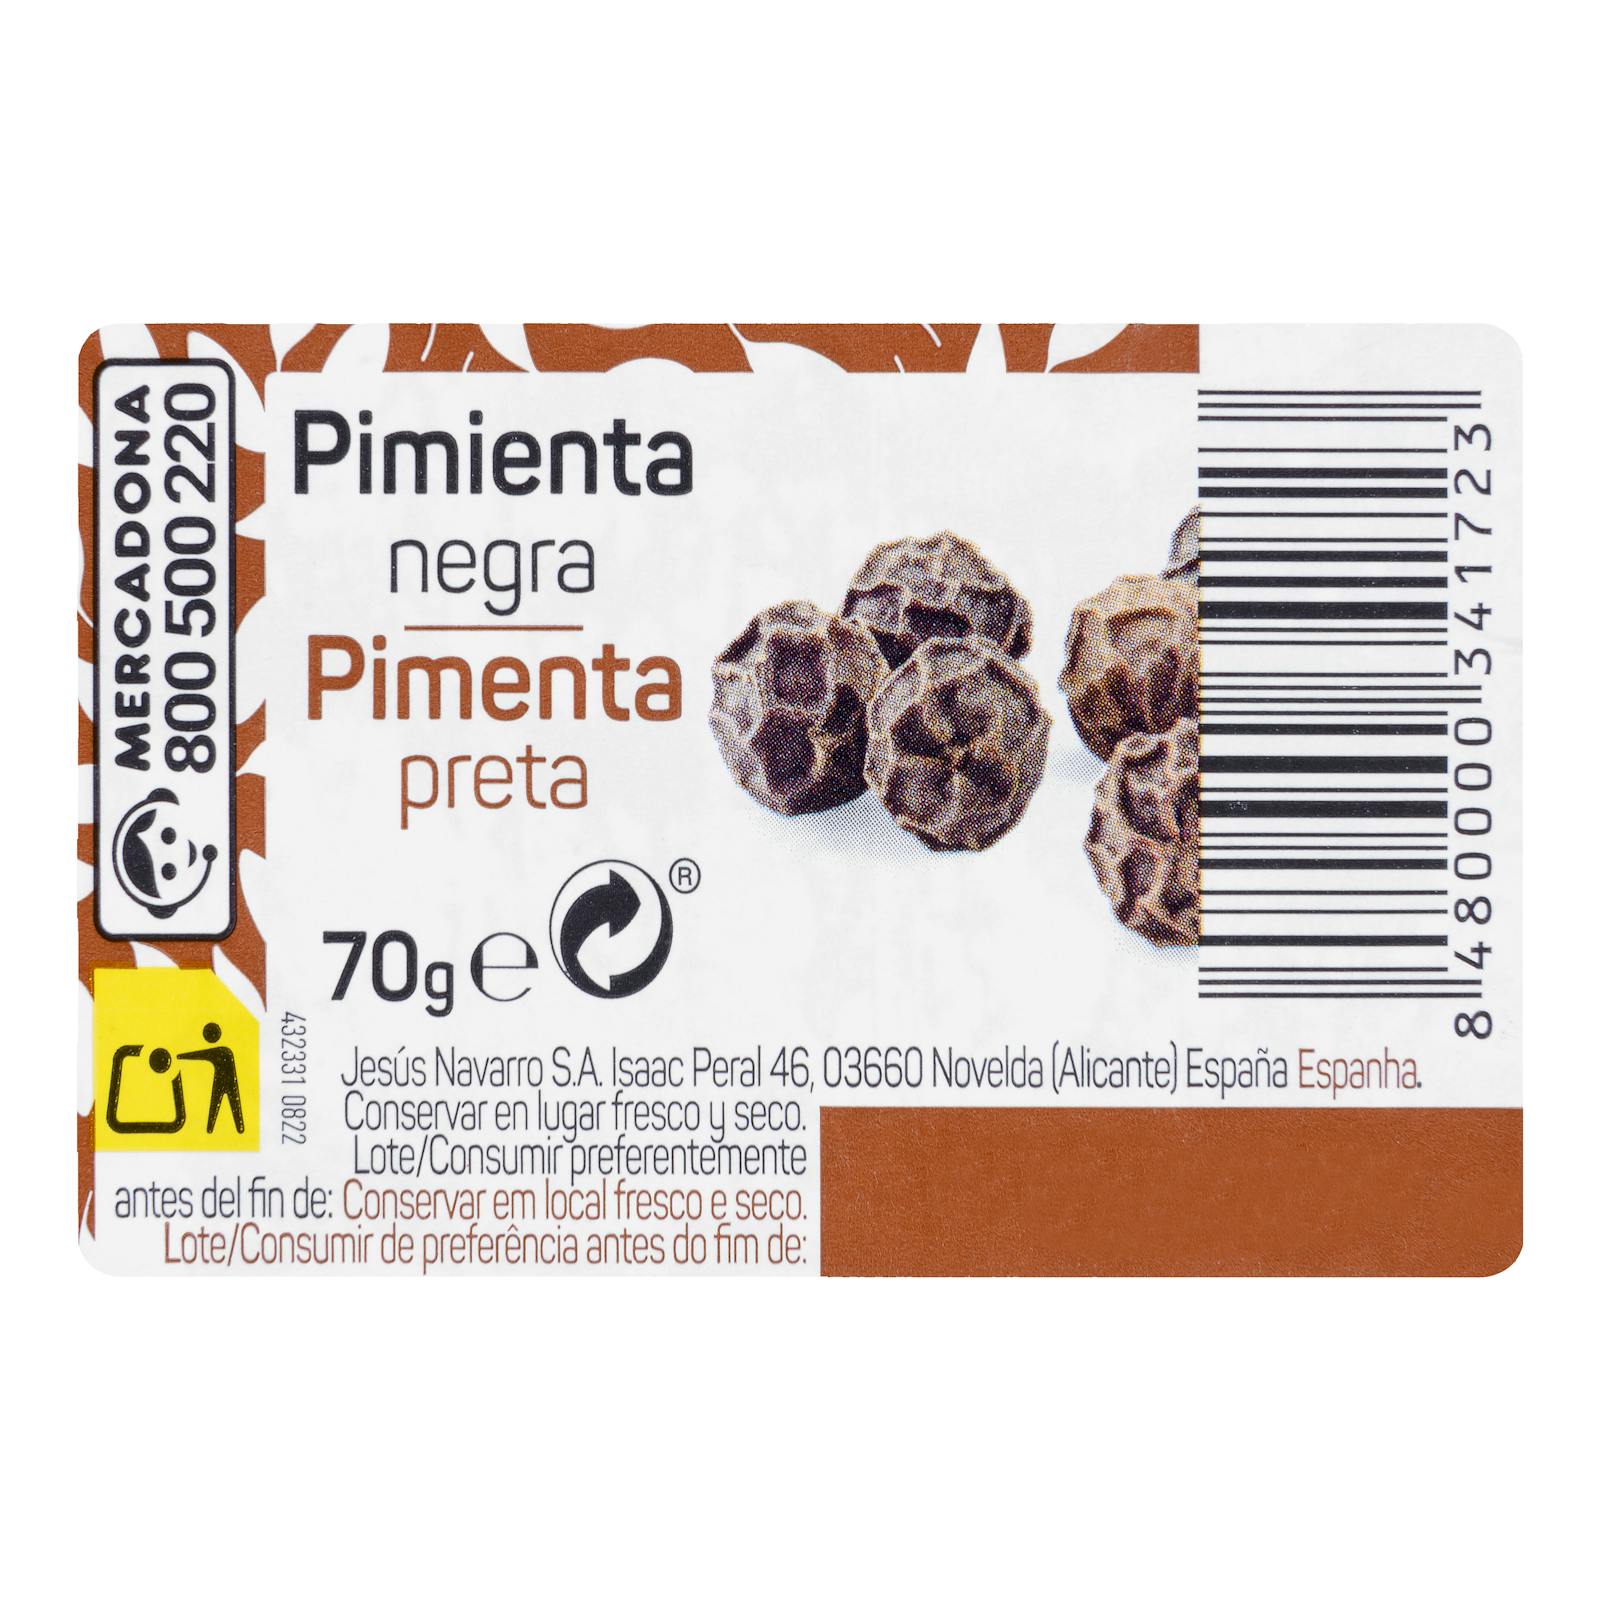 MERCADONA
800 500 220
Pimienta
negra
Pimenta
preta
70g e ®
432331 0822
8 480000 341723
Jesús Navarro S.A. Isaac Peral 46, 03660 Novelda (Alicante) España Espanha.
Conservar en lugar fresco y seco.
Lote/Consumir preferentemente
antes del fin de: Conservar em local fresco e seco.
Lote/Consumir de preferência antes do fim de: